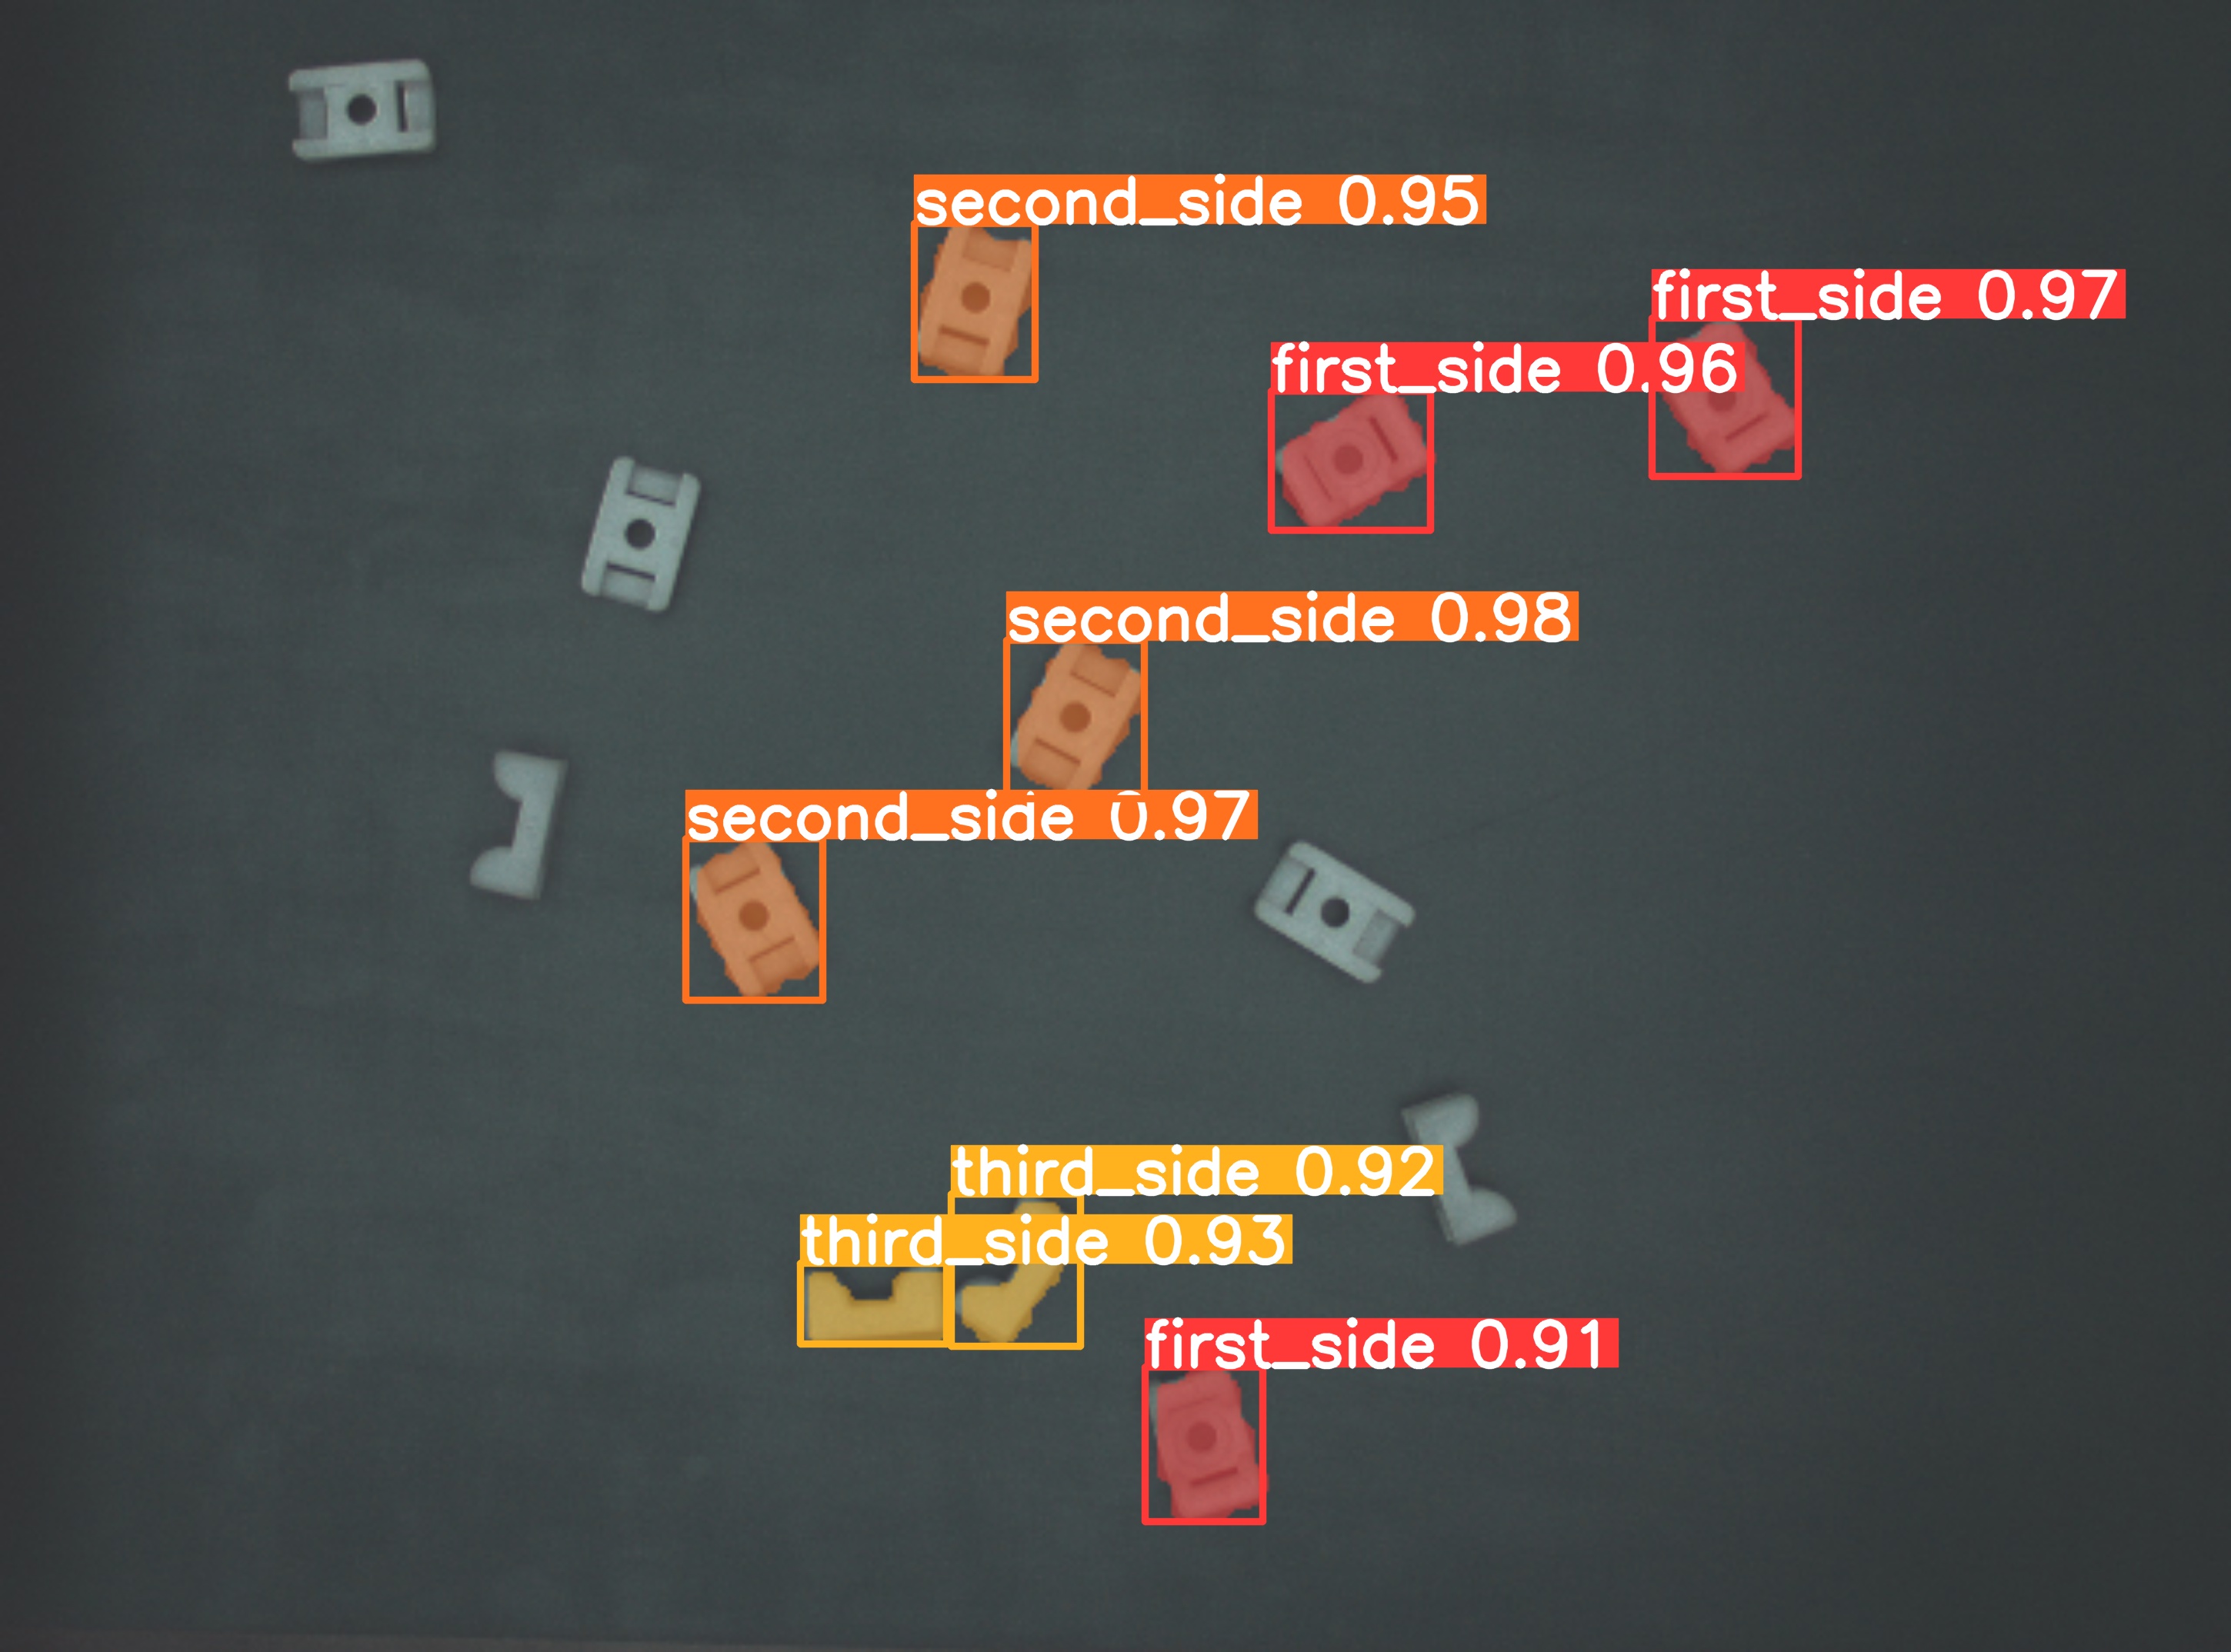 second_side 0.95
first_side 0.97
first_side 0.96
second_side 0.98
second_side 0.97
third_side 0.92
third_side 0.93
first_side 0.91